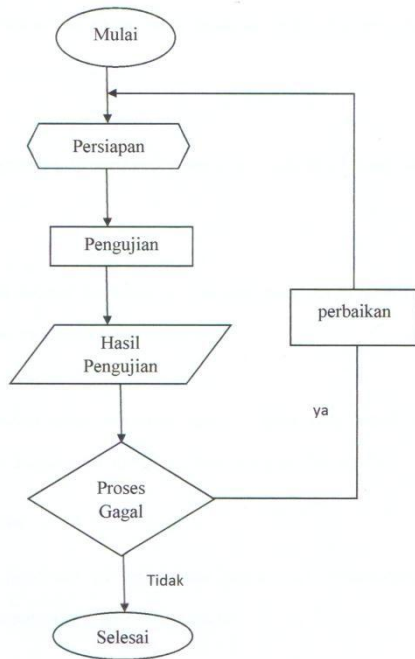 Mulai
Persiapan
Pengujian
Hasil
Pengujian
perbaikan
ya
Proses
Gagal
Tidak
Selesai